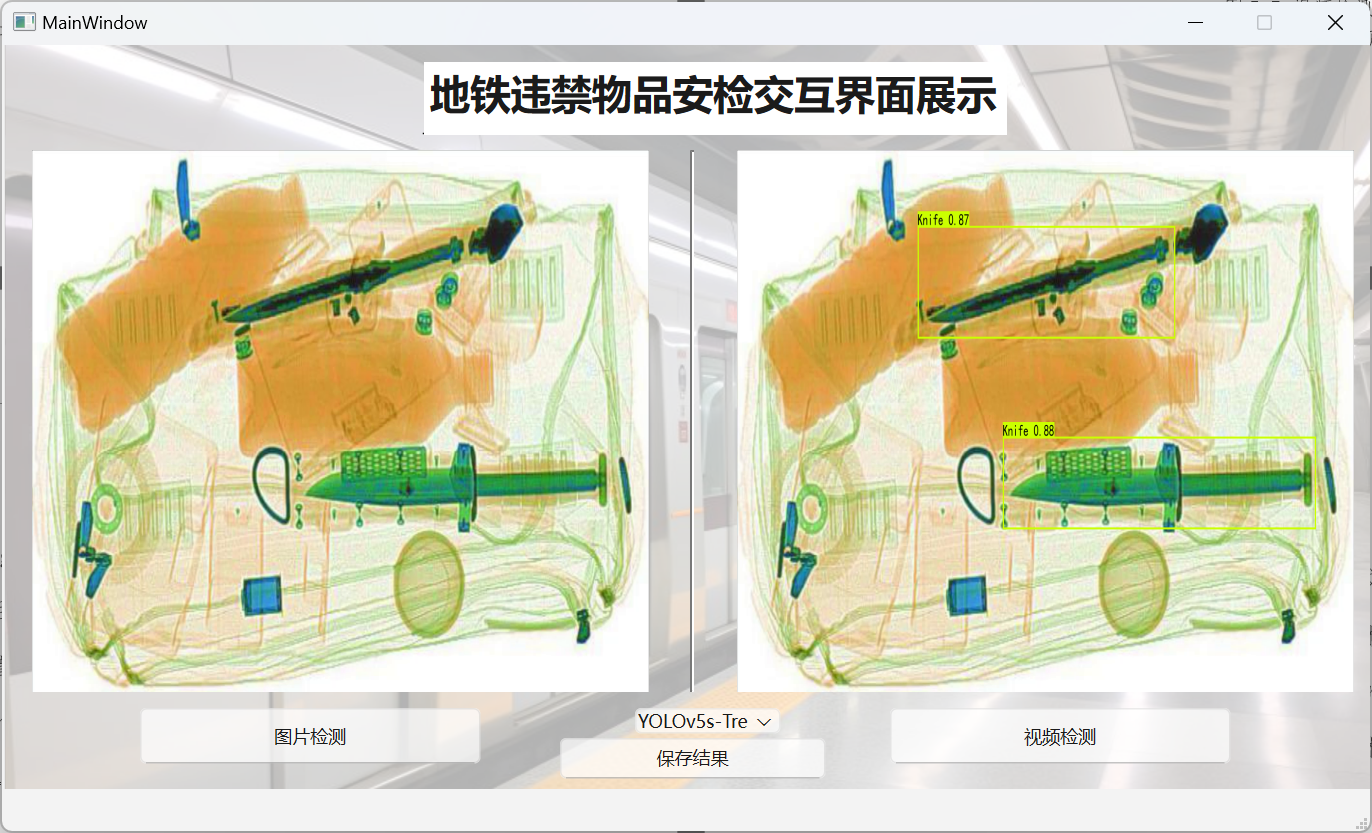 MainWindow
地铁违禁物品安检交互界面展示
Knife 0.87
Knife 0.88
YOLOv5s-Tre
图片检测
保存结果
视频检测